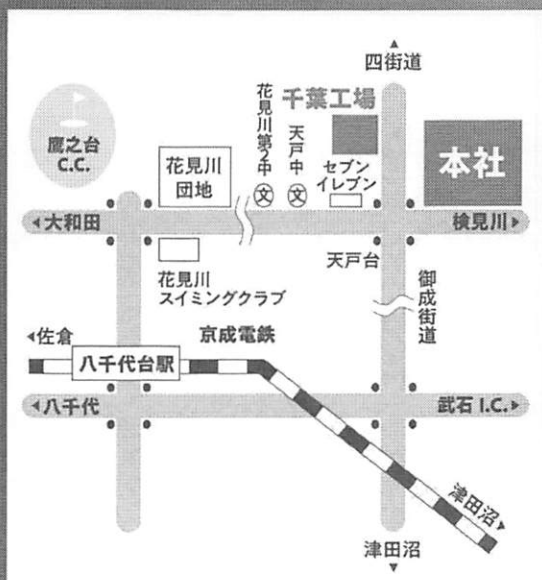 ▲
四街道
千葉工場
花見川第2中
天戸中
鷹之台
C.C.
花見川
団地
文
文
セブン
イレブン
本社
◀大和田
検見川▶
天戸台
花見川
スイミングクラブ
御成街道
◀佐倉
京成電鉄
八千代台駅
◀八千代
武石 I.C.▶
津田沼▶
津田沼
▼